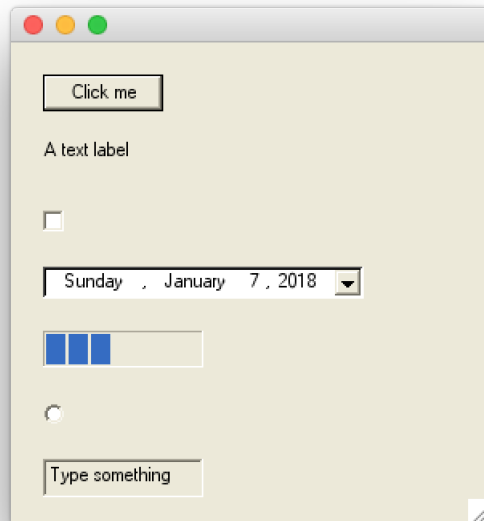 Click me
A text label
Sunday , January 7 , 2018
Type something